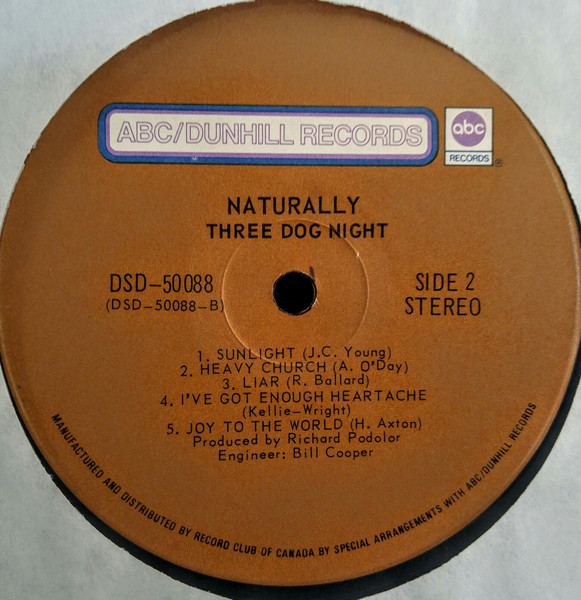 ABC/DUNHILL RECORDS
abc
RECORDS
®
NATURALLY
THREE DOG NIGHT
DSD-50088
(DSD-50088-B)
SIDE 2
STEREO
1. SUNLIGHT (J.C. Young)
2. HEAVY CHURCH (A. O'Day)
3. LIAR (R. Ballard)
4. I'VE GOT ENOUGH HEARTACHE
(Kellie-Wright)
5. JOY TO THE WORLD (H. Axton)
Produced by Richard Podolor
Engineer: Bill Cooper
MANUFACTURED AND DISTRIBUTED BY RECORD CLUB OF CANADA BY SPECIAL ARRANGEMENTS WITH ABC/DUNHILL RECORDS